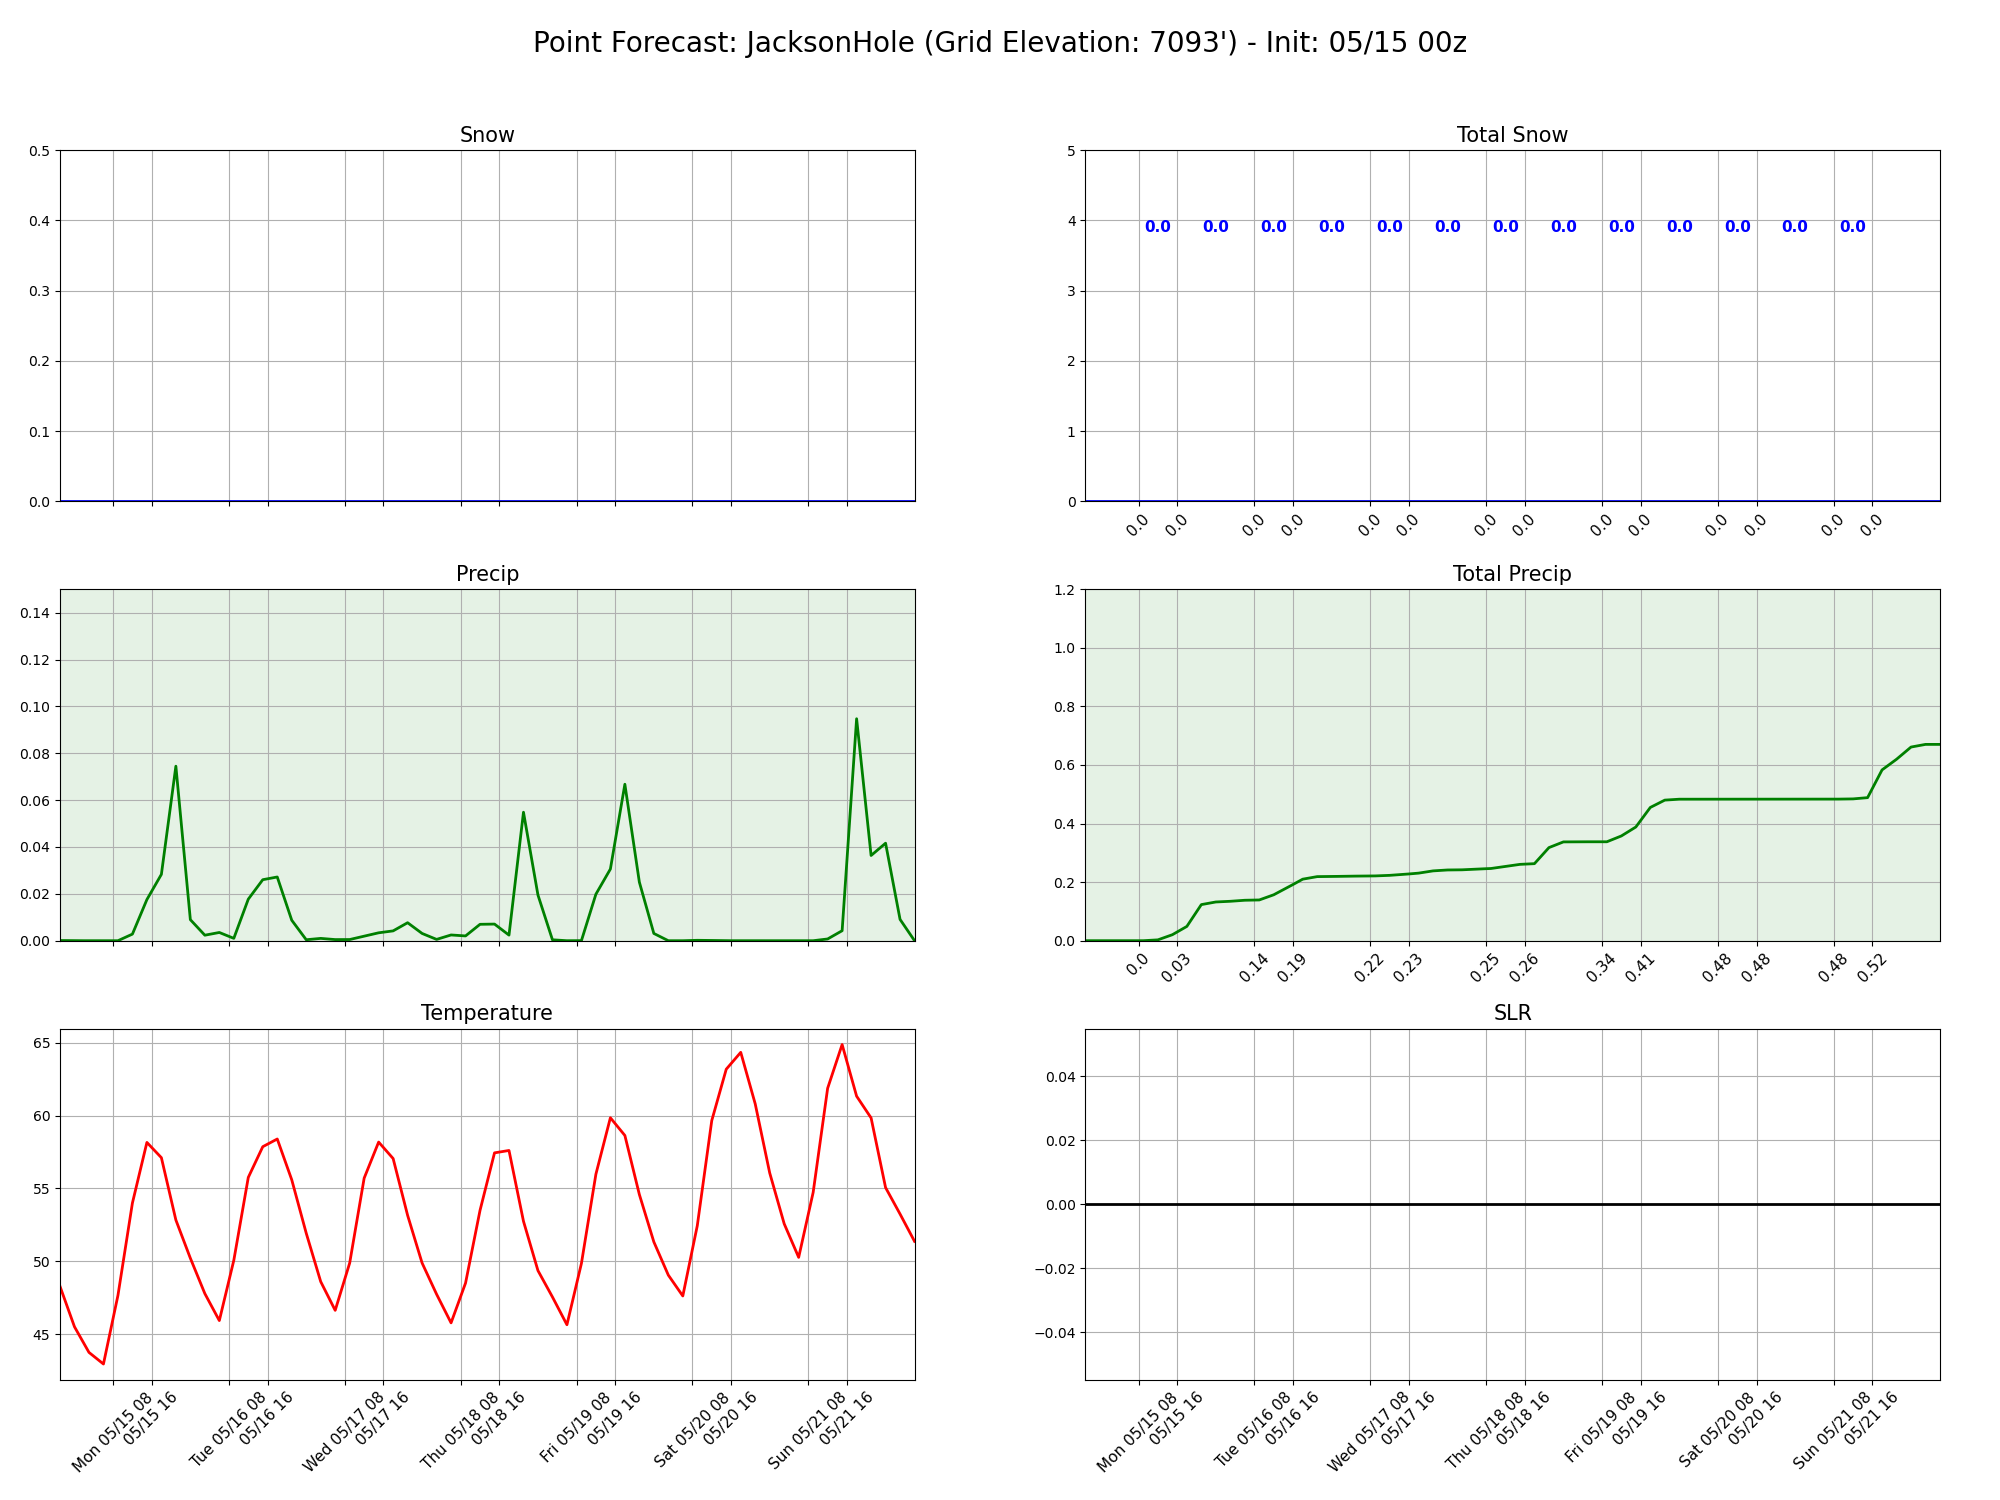 Point Forecast: JacksonHole (Grid Elevation: 7093') - Init: 05/15 00z
Snow
0.5
0.4
0.3
0.2
0.1
0.0
Total Snow
5
4
3
2
1
0
0.0 0.0 0.0 0.0 0.0 0.0 0.0 0.0 0.0 0.0 0.0 0.0 0.0
0.0 0.0 0.0 0.0 0.0 0.0 0.0 0.0 0.0 0.0 0.0 0.0 0.0 0.0
Precip
0.14
0.12
0.10
0.08
0.06
0.04
0.02
0.00
Total Precip
1.2
1.0
0.8
0.6
0.4
0.2
0.0
0.0 0.03 0.14 0.19 0.22 0.23 0.25 0.26 0.34 0.41 0.48 0.48 0.48 0.52
Temperature
65
60
55
50
45
Mon 05/15 08
05/15 16
Tue 05/16 08
05/16 16
Wed 05/17 08
05/17 16
Thu 05/18 08
05/18 16
Fri 05/19 08
05/19 16
Sat 05/20 08
05/20 16
Sun 05/21 08
05/21 16
SLR
0.04
0.02
0.00
−0.02
−0.04
Mon 05/15 08
05/15 16
Tue 05/16 08
05/16 16
Wed 05/17 08
05/17 16
Thu 05/18 08
05/18 16
Fri 05/19 08
05/19 16
Sat 05/20 08
05/20 16
Sun 05/21 08
05/21 16